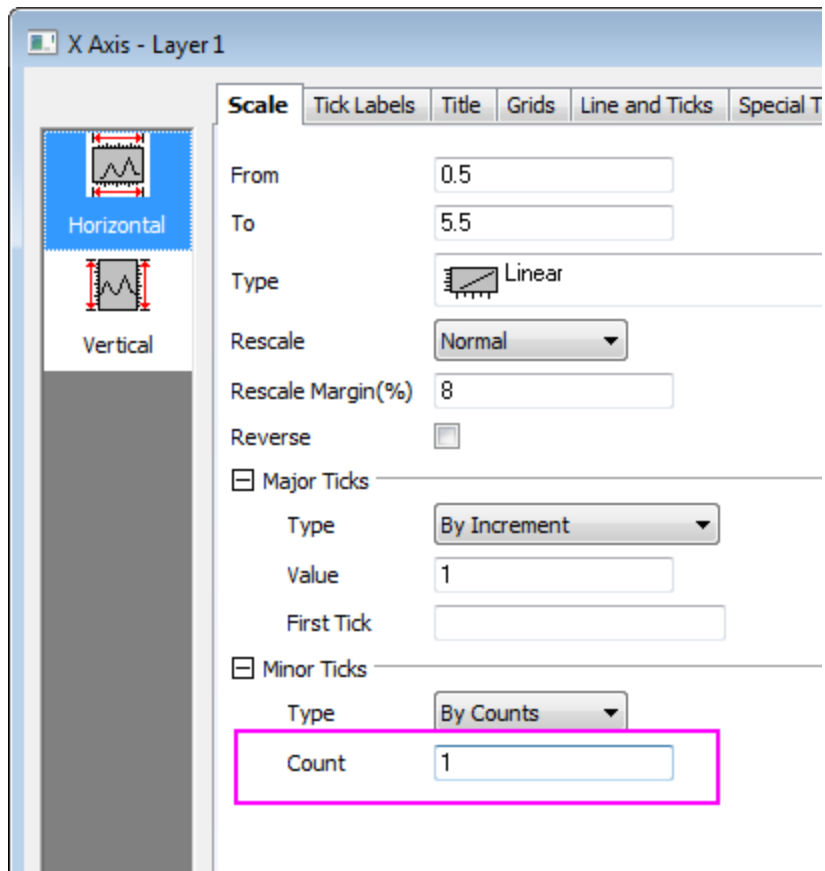 X Axis - Layer 1
Scale Tick Labels Title Grids Line and Ticks Special T
Horizontal
Vertical
From 0.5
To 5.5
Type Linear
Rescale Normal
Rescale Margin(%) 8
Reverse
Major Ticks
Type By Increment
Value 1
First Tick
Minor Ticks
Type By Counts
Count 1